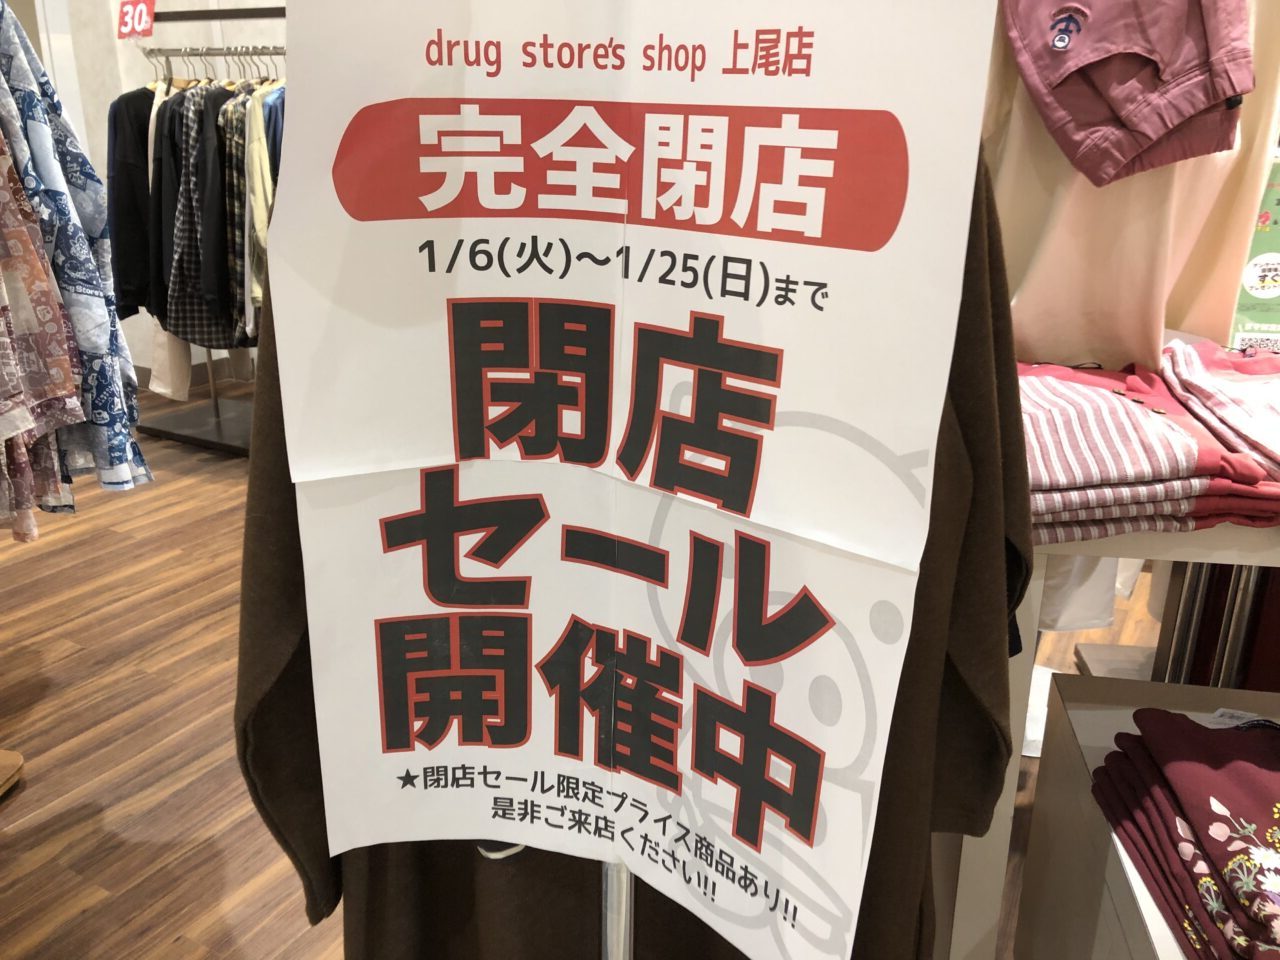 30
drug store's shop 上尾店
完全閉店
1/6(火)～1/25(日)まで
閉店
セール
開催中
★閉店セール限定プライス商品あり!!
是非ご来店ください!!
Drug Store's